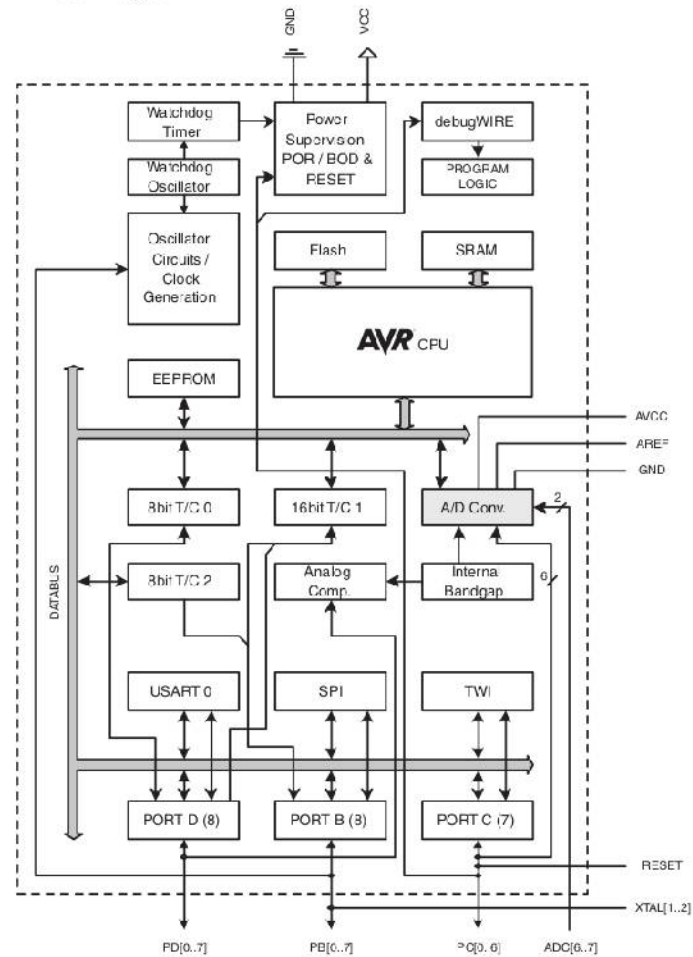 GND
VCC
Watchdog
Timer
Power
Supervision
POR / BOD &
RESET
debugWIRE
Watchdog
Oscillator
PROGRAM
LOGIC
Oscillator
Circuits /
Clock
Generation
Flash
SRAM
AVR CPU
EEPROM
AVCC
AREF
GND
8bit T/C 0
16bit T/C 1
A/D Conv.
2
8bit T/C 2
Analog
Comp.
Internal
Bandgap
6
DATABUS
USART 0
SPI
TWI
PORT D (8)
PORT B (8)
PORT C (7)
RESET
XTAL[1..2]
PD[0..7]
PB[0..7]
PC[0..6]
ADC[6..7]